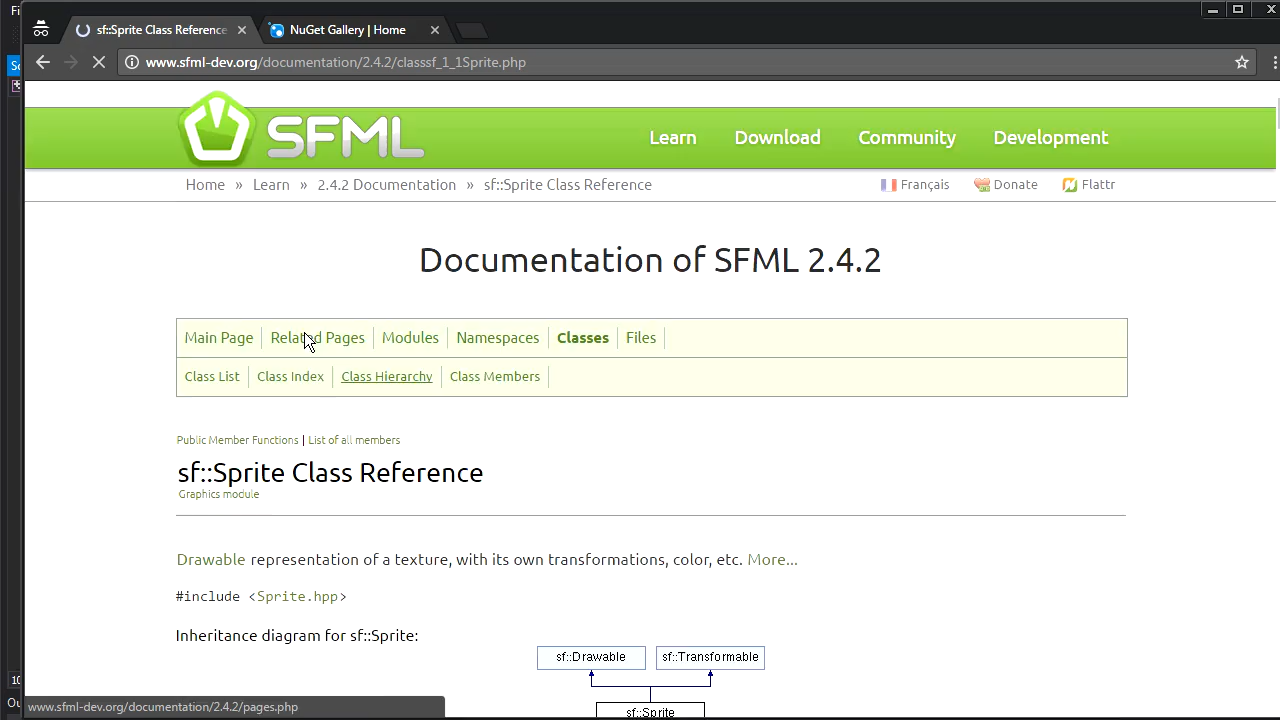 Fi
sf::Sprite Class Reference
NuGet Gallery | Home
www.sfml-dev.org/documentation/2.4.2/classsf_1_1Sprite.php
SFML
Learn Download Community Development
Home » Learn » 2.4.2 Documentation » sf::Sprite Class Reference
Français Donate Flattr
Documentation of SFML 2.4.2
Main Page Related Pages Modules Namespaces Classes Files
Class List Class Index Class Hierarchy Class Members
Public Member Functions | List of all members
sf::Sprite Class Reference
Graphics module
Drawable representation of a texture, with its own transformations, color, etc. More...
#include <Sprite.hpp>
Inheritance diagram for sf::Sprite:
sf::Drawable sf::Transformable
sf::Sprite
10
Ou
www.sfml-dev.org/documentation/2.4.2/pages.php